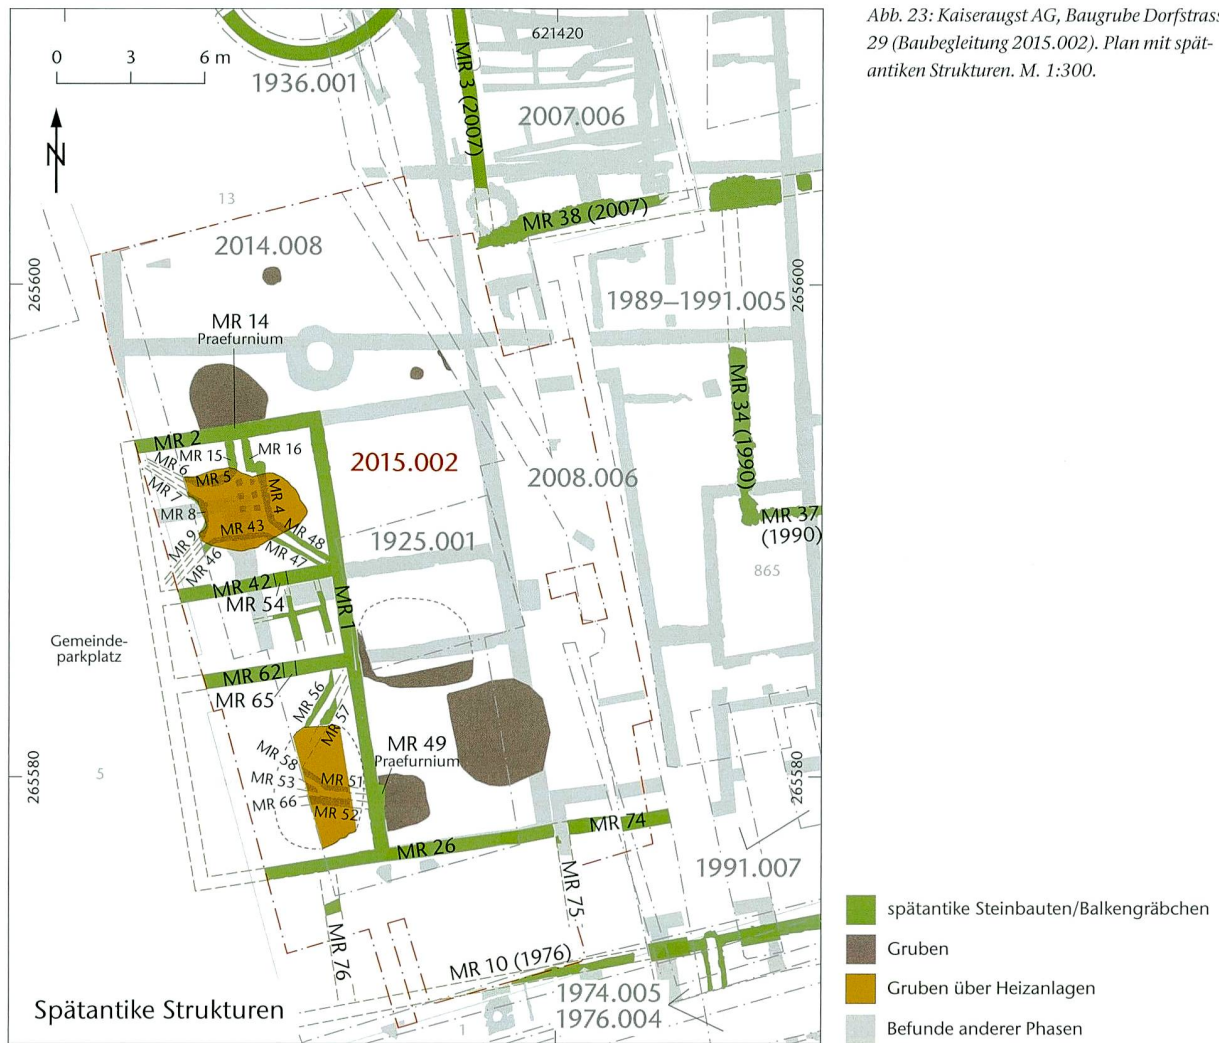 Abb. 23: Kaiseraugst AG, Baugrube Dorfstrass
29 (Baubegleitung 2015.002). Plan mit spät-
antiken Strukturen. M. 1:300.
0 3 6 m
N
1936.001
621420
MR 3 (2007)
2007.006
13
2014.008
MR 38 (2007)
265600
1989–1991.005
265600
MR 14
Praefurnium
MR 34 (1990)
MR 2
MR 15
MR 16
MR 6
MR 5
MR 7
MR 4
MR 8
MR 43
MR 48
MR 9
MR 46
MR 47
2015.002
2008.006
MR 37
(1990)
1925.001
865
MR 42
MR 54
MR 1
Gemeinde-
parkplatz
MR 62
MR 65
MR 56
MR 57
5
265580
MR 49
Praefurnium
265580
MR 58
MR 53
MR 51
MR 66
MR 52
MR 26
MR 74
MR 75
1991.007
MR 76
MR 10 (1976)
1974.005
1976.004
1
Spätantike Strukturen
spätantike Steinbauten/Balkengräbchen
Gruben
Gruben über Heizanlagen
Befunde anderer Phasen